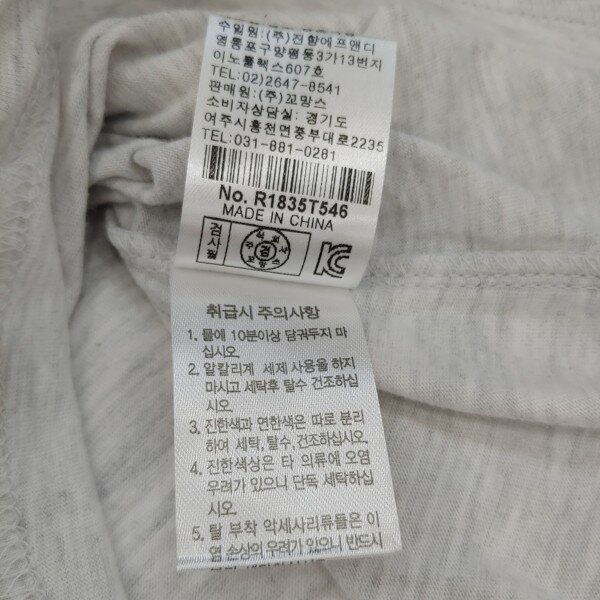 수입원:(주)진향에프앤디
영등포구양평동3가13번지
이노플렉스607호
TEL:02)2647-8541
판매원:(주)꼬망스
소비자상담실: 경기도
여주시흥천면중부대로2235
TEL:031-881-0281
No. R1835T546
MADE IN CHINA
검사필
검
취급시 주의사항
1. 물에 10분이상 담궈두지 마
십시오.
2. 알칼리계 세제 사용을 하지
마시고 세탁후 탈수 건조하십
시오.
3. 진한색과 연한색은 따로 분리
하여 세탁, 탈수, 건조하십시오.
4. 진한색상은 타 의류에 오염
우려가 있으니 단독 세탁하십
시오.
5. 탈 부착 악세사리류들은 이
염 손상의 우려가 있으니 반드시